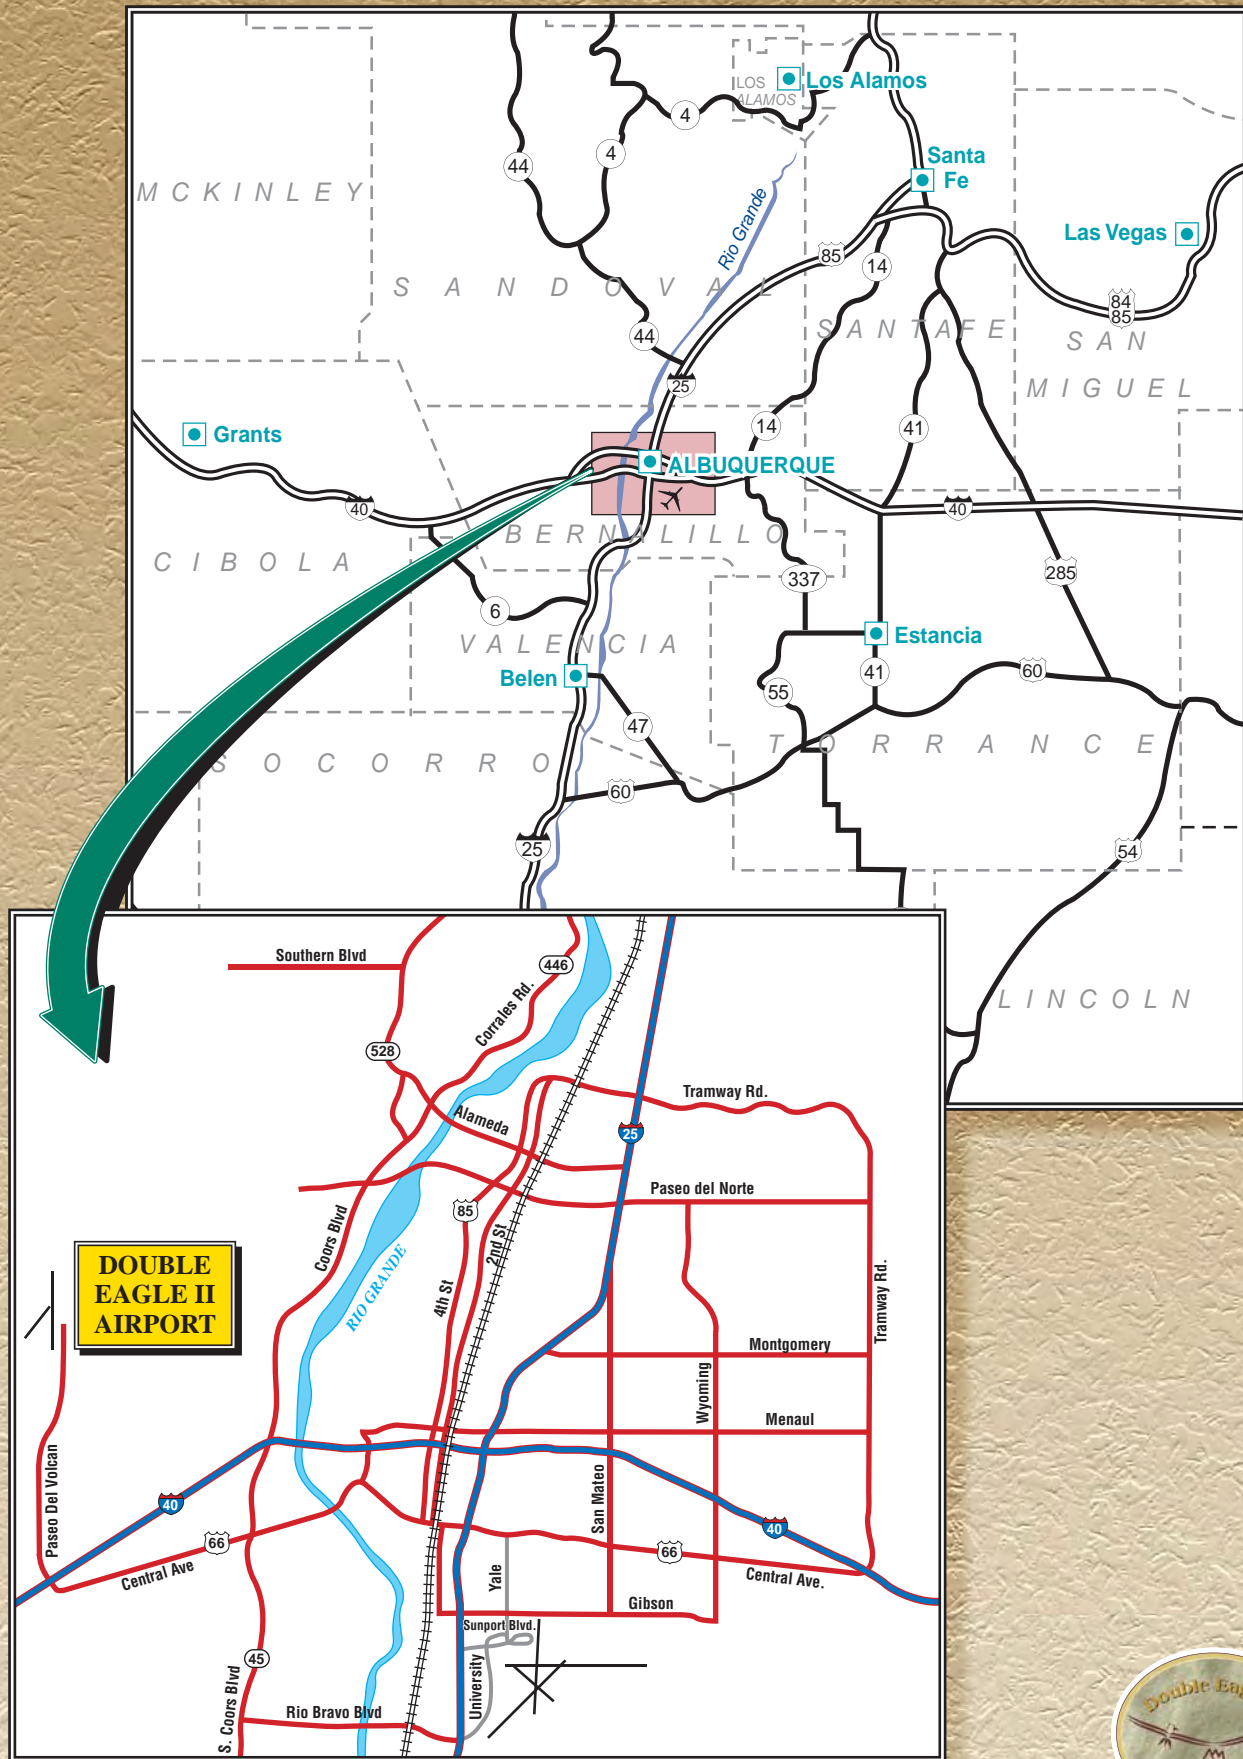 LOS
ALAMOS
Los Alamos
4
4
44
Santa
Fe
MCKINLEY
Rio Grande
Las Vegas
85
14
SANDOVAL
84
85
44
SANTA FE
SAN
MIGUEL
25
14
41
Grants
ALBUQUERQUE
40
40
BERNALILLO
CIBOLA
337
285
6
VALENCIA
Estancia
Belen
41
60
55
47
TORRANCE
SOCORRO
60
25
54
LINCOLN
Southern Blvd
446
Corrales Rd.
528
Tramway Rd.
Alameda
25
Paseo del Norte
85
Coors Blvd
2nd St
RIO GRANDE
4th St
Tramway Rd.
DOUBLE
EAGLE II
AIRPORT
Montgomery
Wyoming
Menaul
Paseo Del Volcan
San Mateo
40
40
66
66
Central Ave
Yale
Central Ave.
Gibson
Sunport Blvd.
45
University
S. Coors Blvd
Rio Bravo Blvd
Double Eag